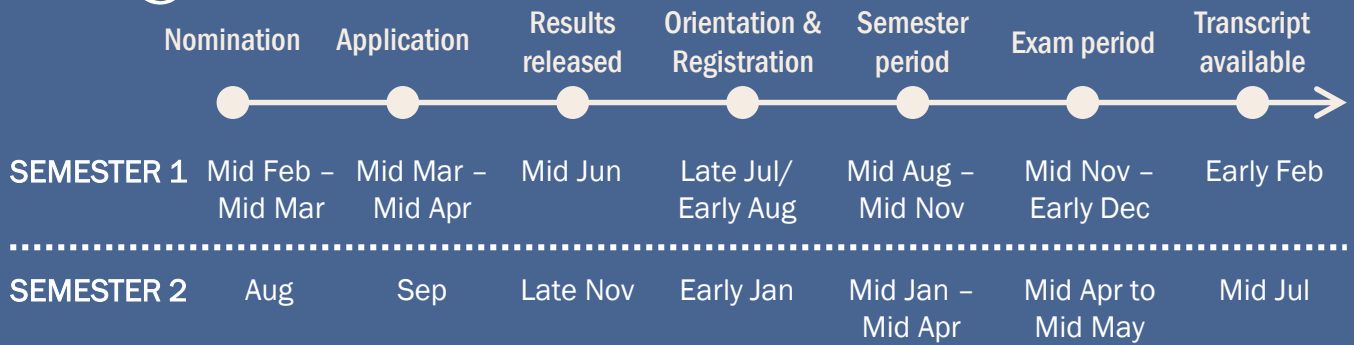 Nomination
Application
Results
released
Orientation &
Registration
Semester
period
Exam period
Transcript
available
SEMESTER 1
Mid Feb –
Mid Mar
Mid Mar –
Mid Apr
Mid Jun
Late Jul/
Early Aug
Mid Aug –
Mid Nov
Mid Nov –
Early Dec
Early Feb
SEMESTER 2
Aug
Sep
Late Nov
Early Jan
Mid Jan –
Mid Apr
Mid Apr to
Mid May
Mid Jul